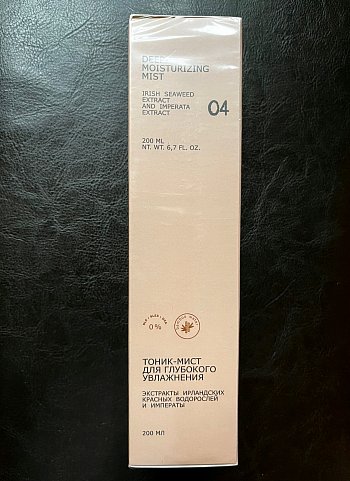 DEEP
MOISTURIZING
MIST
IRISH SEAWEED
EXTRACT
AND IMPERATA
EXTRACT
04
200 ML
NT. WT. 6,7 FL. OZ.
0%
ТОНИК-МИСТ
ДЛЯ ГЛУБОКОГО
УВЛАЖНЕНИЯ
ЭКСТРАКТЫ ИРЛАНДСКИХ
КРАСНЫХ ВОДОРОСЛЕЙ
И ИМПЕРАТЫ
200 МЛ